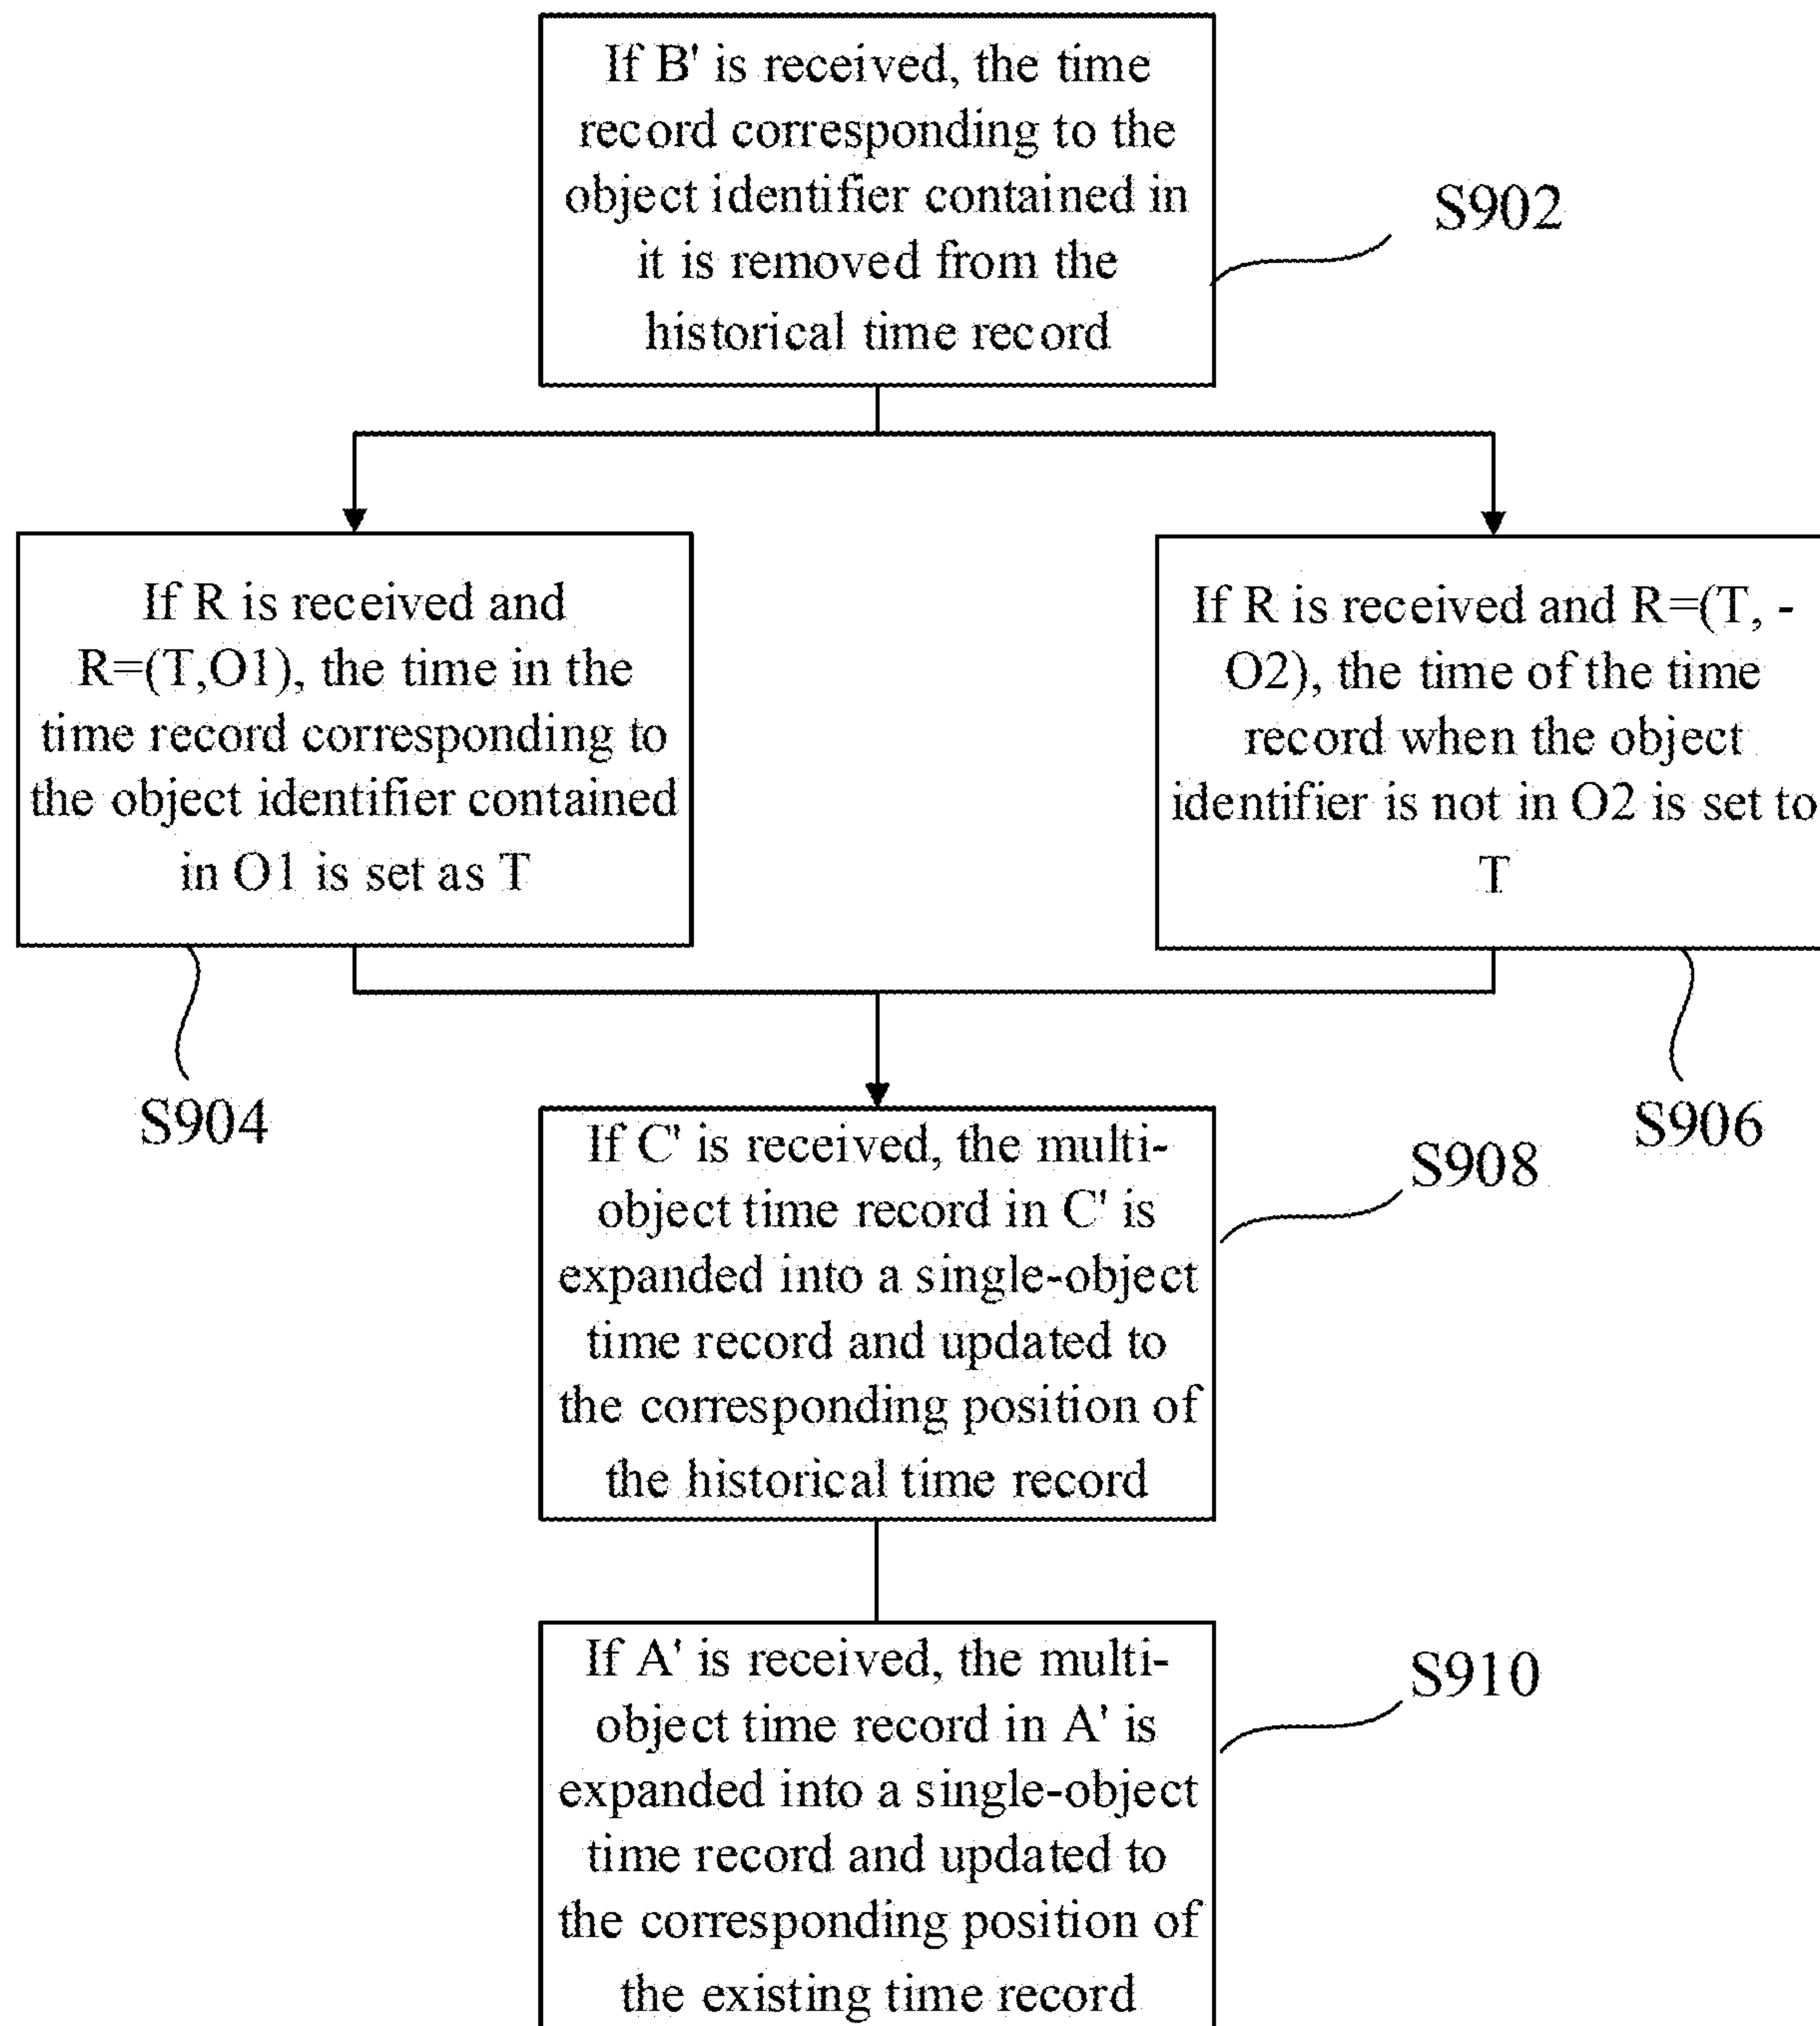 If B' is received, the time
record corresponding to the
object identifier contained in
it is removed from the
historical time record
S902
If R is received and
R=(T,O1), the time in the
time record corresponding to
the object identifier contained
in O1 is set as T
S904
If R is received and R=(T, -
O2), the time of the time
record when the object
identifier is not in O2 is set to
T
S906
If C' is received, the multi-
object time record in C' is
expanded into a single-object
time record and updated to
the corresponding position of
the historical time record
S908
If A' is received, the multi-
object time record in A' is
expanded into a single-object
time record and updated to
the corresponding position of
the existing time record
S910